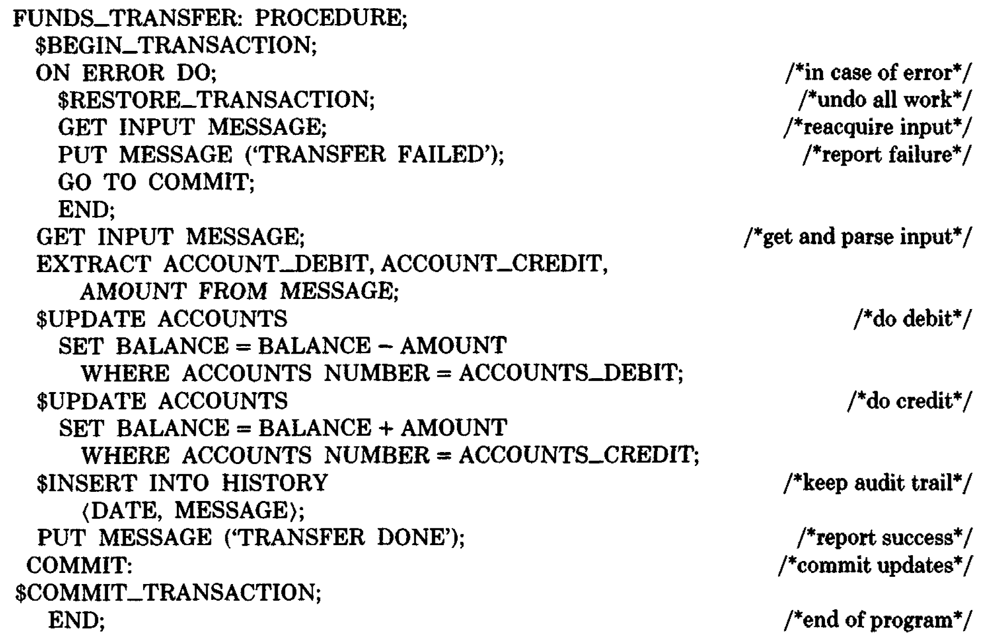 FUNDS_TRANSFER: PROCEDURE;
$BEGIN_TRANSACTION;
ON ERROR DO; /*in case of error*/
$RESTORE_TRANSACTION; /*undo all work*/
GET INPUT MESSAGE; /*reacquire input*/
PUT MESSAGE (‘TRANSFER FAILED’); /*report failure*/
GO TO COMMIT;
END;
GET INPUT MESSAGE; /*get and parse input*/
EXTRACT ACCOUNT_DEBIT, ACCOUNT_CREDIT,
AMOUNT FROM MESSAGE;
$UPDATE ACCOUNTS /*do debit*/
SET BALANCE = BALANCE − AMOUNT
WHERE ACCOUNTS NUMBER = ACCOUNTS_DEBIT;
$UPDATE ACCOUNTS /*do credit*/
SET BALANCE = BALANCE + AMOUNT
WHERE ACCOUNTS NUMBER = ACCOUNTS_CREDIT;
$INSERT INTO HISTORY /*keep audit trail*/
⟨DATE, MESSAGE⟩;
PUT MESSAGE (‘TRANSFER DONE’); /*report success*/
COMMIT: /*commit updates*/
$COMMIT_TRANSACTION;
END; /*end of program*/